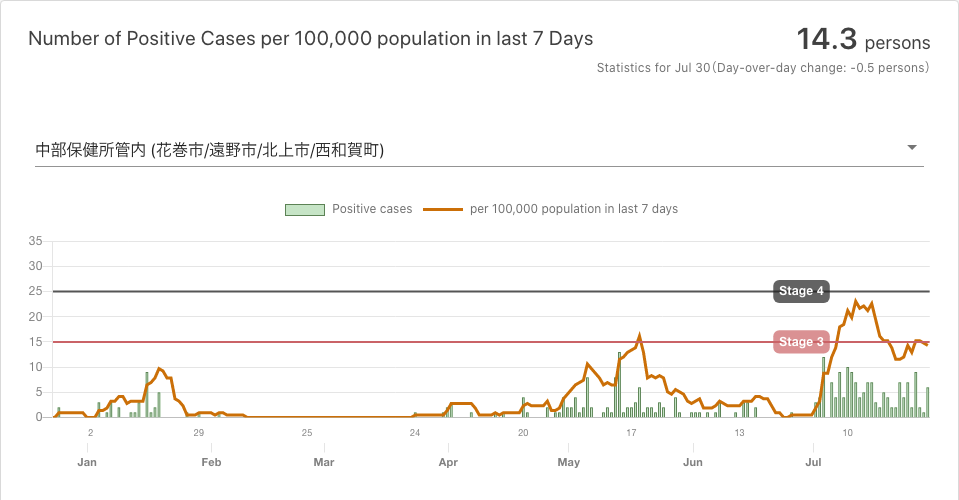 Number of Positive Cases per 100,000 population in last 7 Days
14.3 persons
Statistics for Jul 30 (Day-over-day change: -0.5 persons)
中部保健所管内 (花巻市/遠野市/北上市/西和賀町)
Positive cases
per 100,000 population in last 7 days
35
30
25
20
15
10
5
0
Stage 4
Stage 3
2 29 25 24 20 17 13 10
Jan Feb Mar Apr May Jun Jul